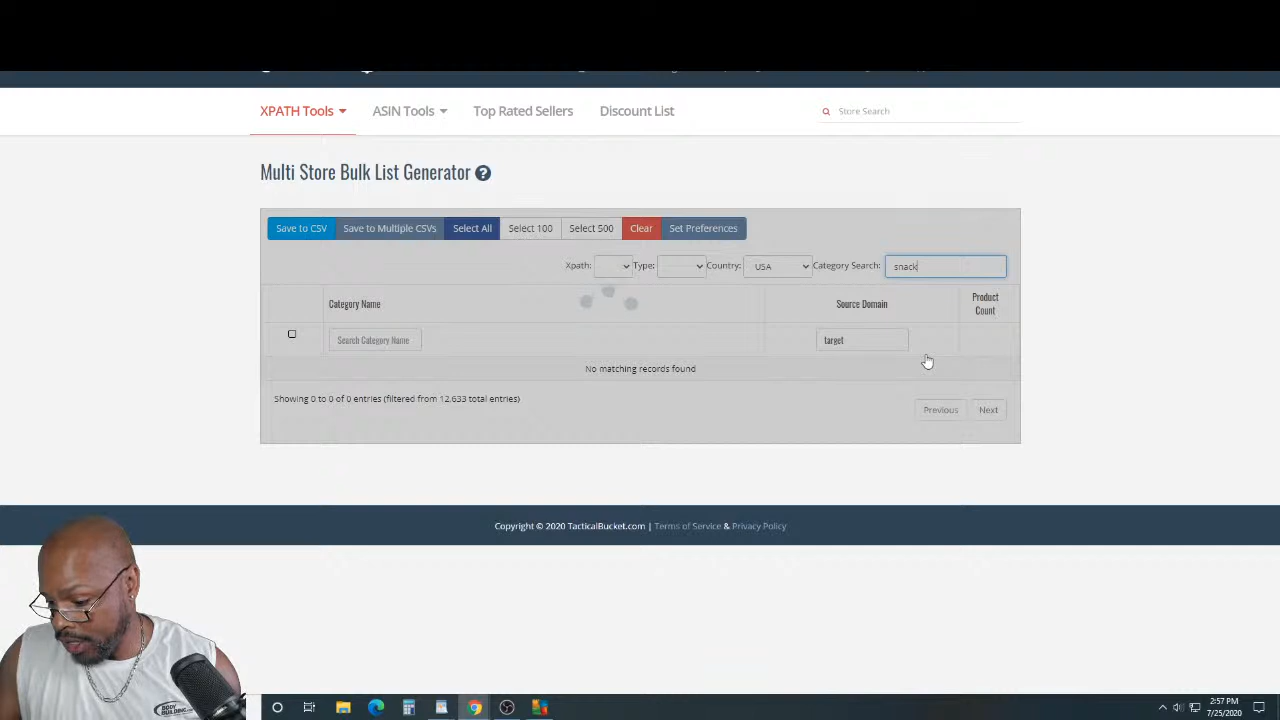 XPATH Tools
ASIN Tools
Top Rated Sellers
Discount List
Store Search
Multi Store Bulk List Generator
Save to CSV
Save to Multiple CSVs
Select All
Select 100
Select 500
Clear
Set Preferences
Xpath:
Type:
Country:
USA
Category Search:
snack
Category Name
Source Domain
Product
Count
Search Category Name
target
No matching records found
Showing 0 to 0 of 0 entries (filtered from 12,633 total entries)
Previous
Next
Copyright © 2020 TacticalBucket.com | Terms of Service & Privacy Policy
BODY
BUILDING.COM
2:57 PM
7/25/2020